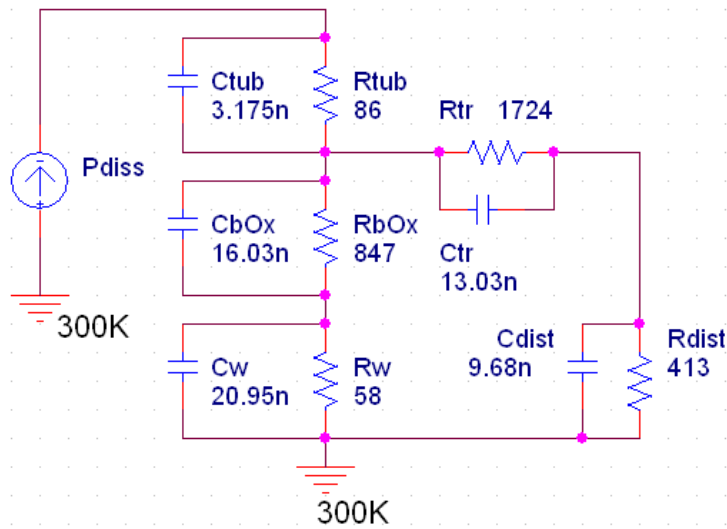 Ctub
3.175n
Rtub
86
Rtr 1724
Pdiss
CbOx
16.03n
RbOx
847
Ctr
13.03n
300K
Cw
20.95n
Rw
58
Cdist
9.68n
Rdist
413
300K